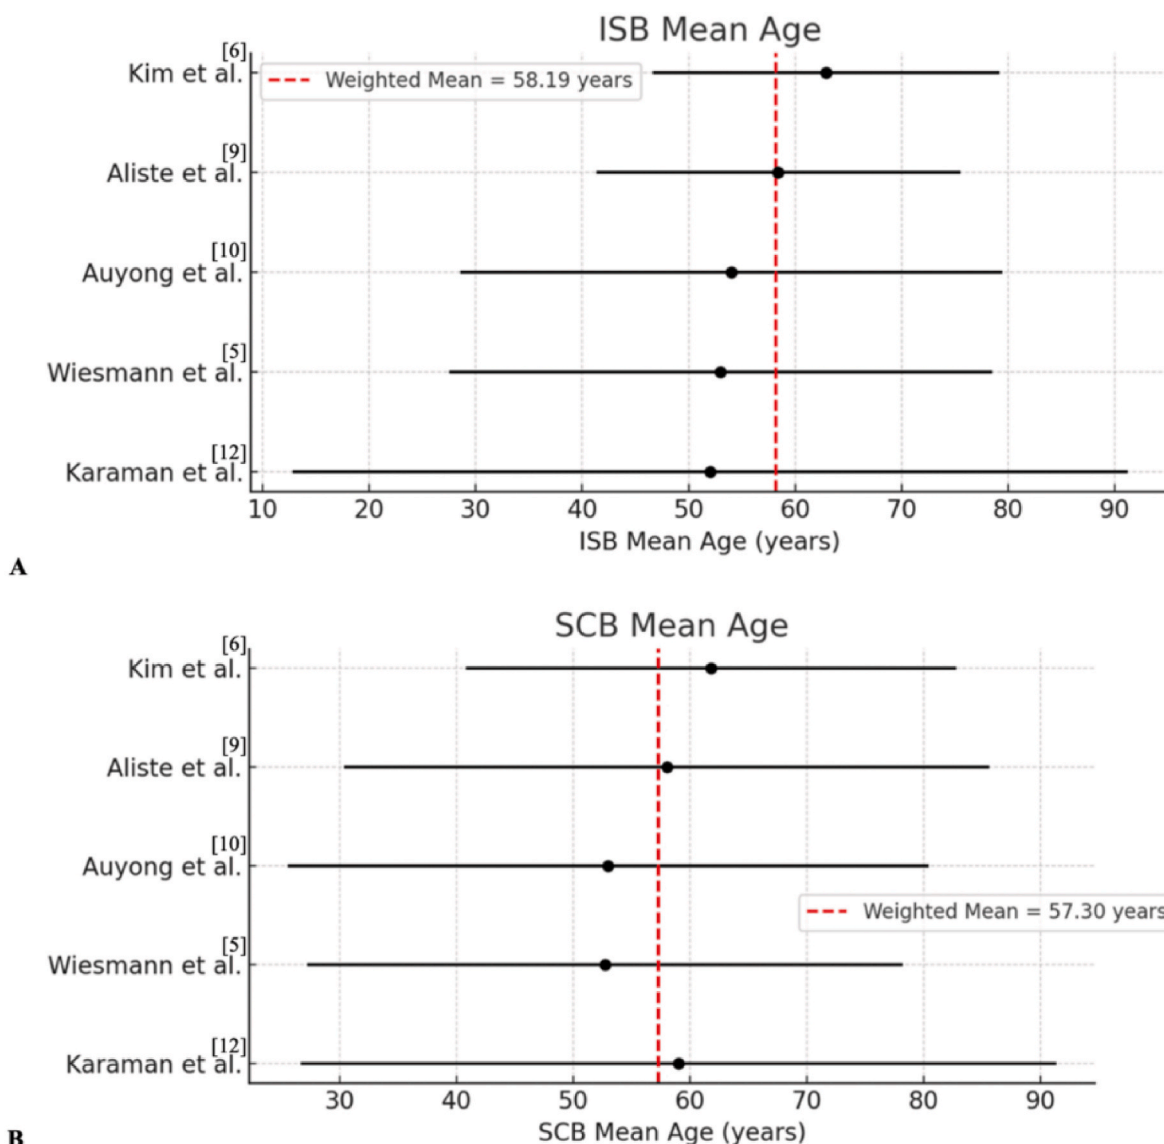 ISB Mean Age
Kim et al.[6]
Weighted Mean = 58.19 years
Aliste et al.[9]
Auyong et al.[10]
Wiesmann et al.[5]
Karaman et al.[12]
10 20 30 40 50 60 70 80 90
ISB Mean Age (years)
A
SCB Mean Age
Kim et al.[6]
Aliste et al.[9]
Auyong et al.[10]
Weighted Mean = 57.30 years
Wiesmann et al.[5]
Karaman et al.[12]
30 40 50 60 70 80 90
SCB Mean Age (years)
B